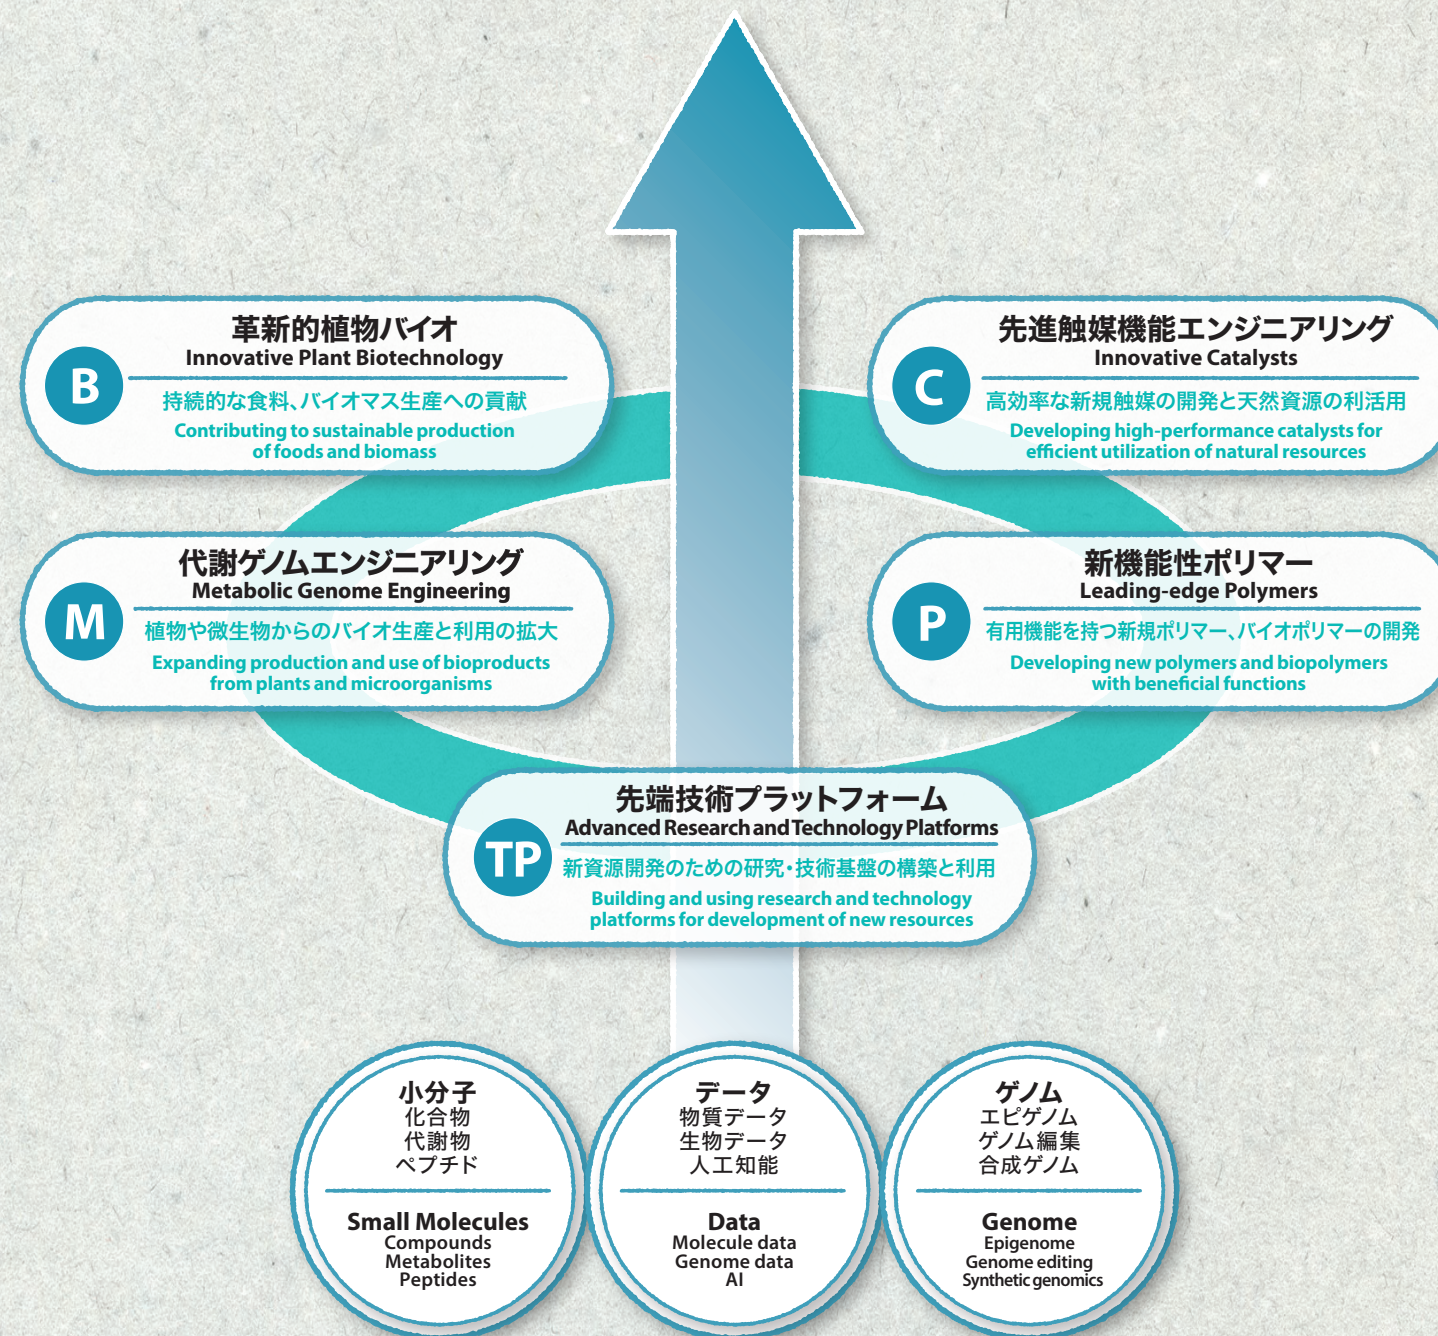 革新的植物バイオ
Innovative Plant Biotechnology
B
持続的な食料、バイオマス生産への貢献
Contributing to sustainable production
of foods and biomass
先進触媒機能エンジニアリング
Innovative Catalysts
C
高効率な新規触媒の開発と天然資源の利活用
Developing high-performance catalysts for
efficient utilization of natural resources
代謝ゲノムエンジニアリング
Metabolic Genome Engineering
M
植物や微生物からのバイオ生産と利用の拡大
Expanding production and use of bioproducts
from plants and microorganisms
新機能性ポリマー
Leading-edge Polymers
P
有用機能を持つ新規ポリマー、バイオポリマーの開発
Developing new polymers and biopolymers
with beneficial functions
先端技術プラットフォーム
Advanced Research and Technology Platforms
TP
新資源開発のための研究・技術基盤の構築と利用
Building and using research and technology
platforms for development of new resources
小分子
化合物
代謝物
ペプチド
Small Molecules
Compounds
Metabolites
Peptides
データ
物質データ
生物データ
人工知能
Data
Molecule data
Genome data
AI
ゲノム
エピゲノム
ゲノム編集
合成ゲノム
Genome
Epigenome
Genome editing
Synthetic genomics